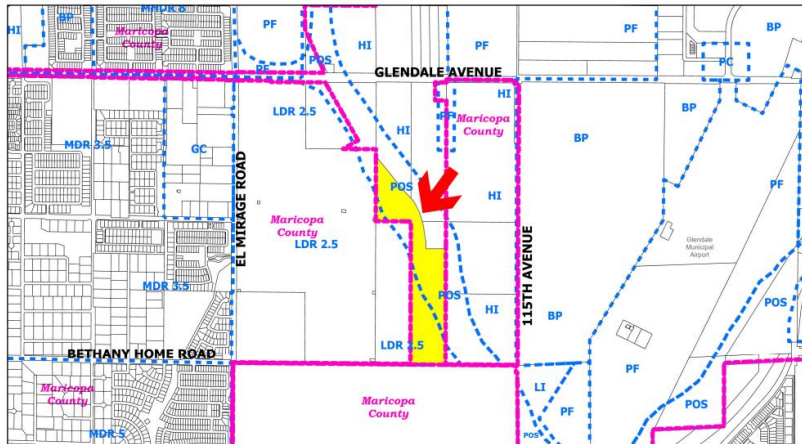 MHDR 8
HI
BP
Maricopa
County
PF
PF
POS
HI
PF
PF
BP
PC
GLENDALE AVENUE
LDR 2.5
HI
HI
Maricopa
County
BP
BP
MDR 3.5
GC
PF
EL MIRAGE ROAD
POS
HI
Maricopa
County
LDR 2.5
115TH AVENUE
Glendale
Municipal
Airport
MDR 3.5
POS
HI
BP
POS
LDR 2.5
BETHANY HOME ROAD
Maricopa
County
Maricopa
County
LI
PF
PF
POS
MDR 5
POS